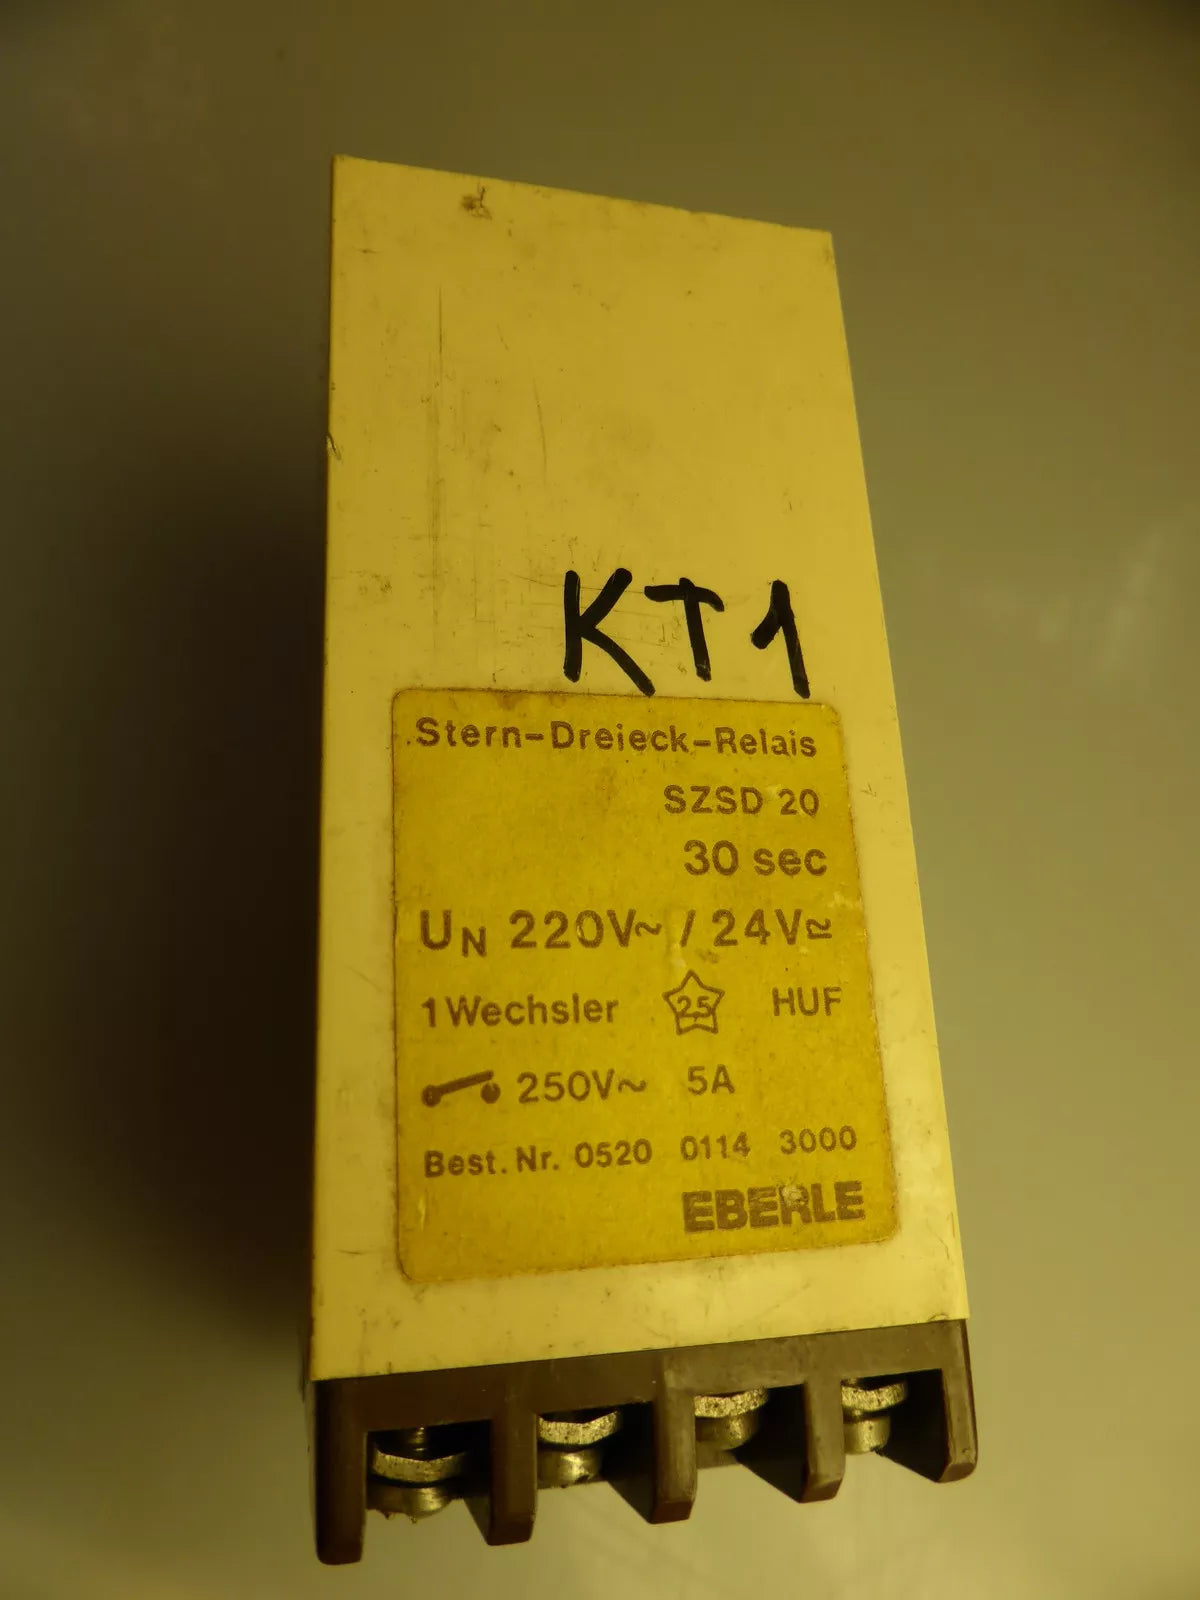 KT1
Stern-Dreieck-Relais
SZSD 20
30 sec
UN 220V~ / 24V≃
1 Wechsler 25 HUF
250V~ 5A
Best. Nr. 0520 0114 3000
EBERLE